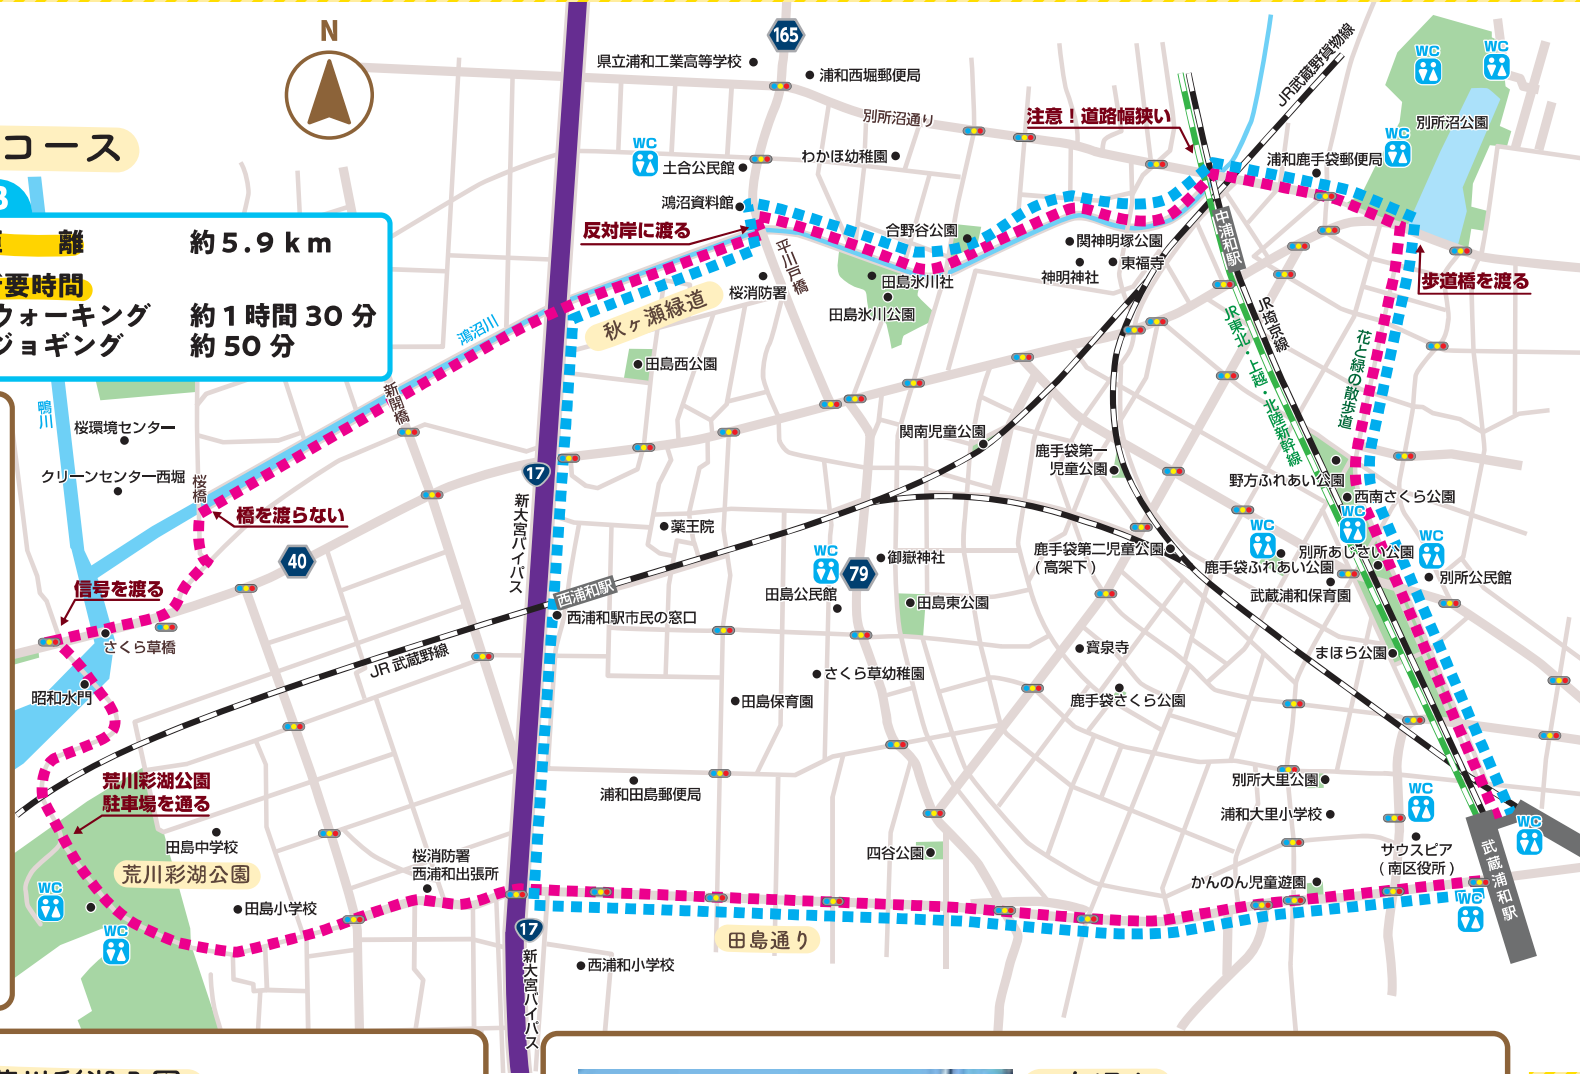 N
コース
離
約5.9km
要時間
ウォーキング
約1時間30分
ジョギング
約50分
165
県立浦和工業高等学校
浦和西堀郵便局
別所沼通り
注意！道路幅狭い
JR武蔵野貨物線
WC
WC
別所沼公園
WC
浦和鹿手袋郵便局
WC
土合公民館
わかほ幼稚園
鴻沼資料館
反対岸に渡る
合野谷公園
関神明塚公園
神明神社
東福寺
中浦和駅
歩道橋を渡る
平川戸橋
桜消防署
田島氷川社
田島氷川公園
秋ヶ瀬緑道
鴻沼川
新開橋
田島西公園
JR埼京線
JR東北・上越・北陸新幹線
花と緑の散歩道
鴨川
桜環境センター
クリーンセンター西堀
桜橋
橋を渡らない
17
新大宮バイパス
関南児童公園
鹿手袋第一
児童公園
野方ふれあい公園
西南さくら公園
WC
WC
WC
別所あじさい公園
鹿手袋ふれあい公園
別所公民館
武蔵浦和保育園
薬王院
40
信号を渡る
さくら草橋
昭和水門
JR 武蔵野線
西浦和駅
西浦和駅市民の窓口
WC
79
御嶽神社
田島公民館
田島東公園
鹿手袋第二児童公園
(高架下)
寳泉寺
まほら公園
さくら草幼稚園
田島保育園
鹿手袋さくら公園
荒川彩湖公園
駐車場を通る
田島中学校
荒川彩湖公園
WC
WC
田島小学校
桜消防署
西浦和出張所
浦和田島郵便局
四谷公園
別所大里公園
浦和大里小学校
WC
サウスピア
(南区役所)
WC
かんのん児童遊園
WC
武蔵浦和駅
田島通り
17
新大宮バイパス
西浦和小学校